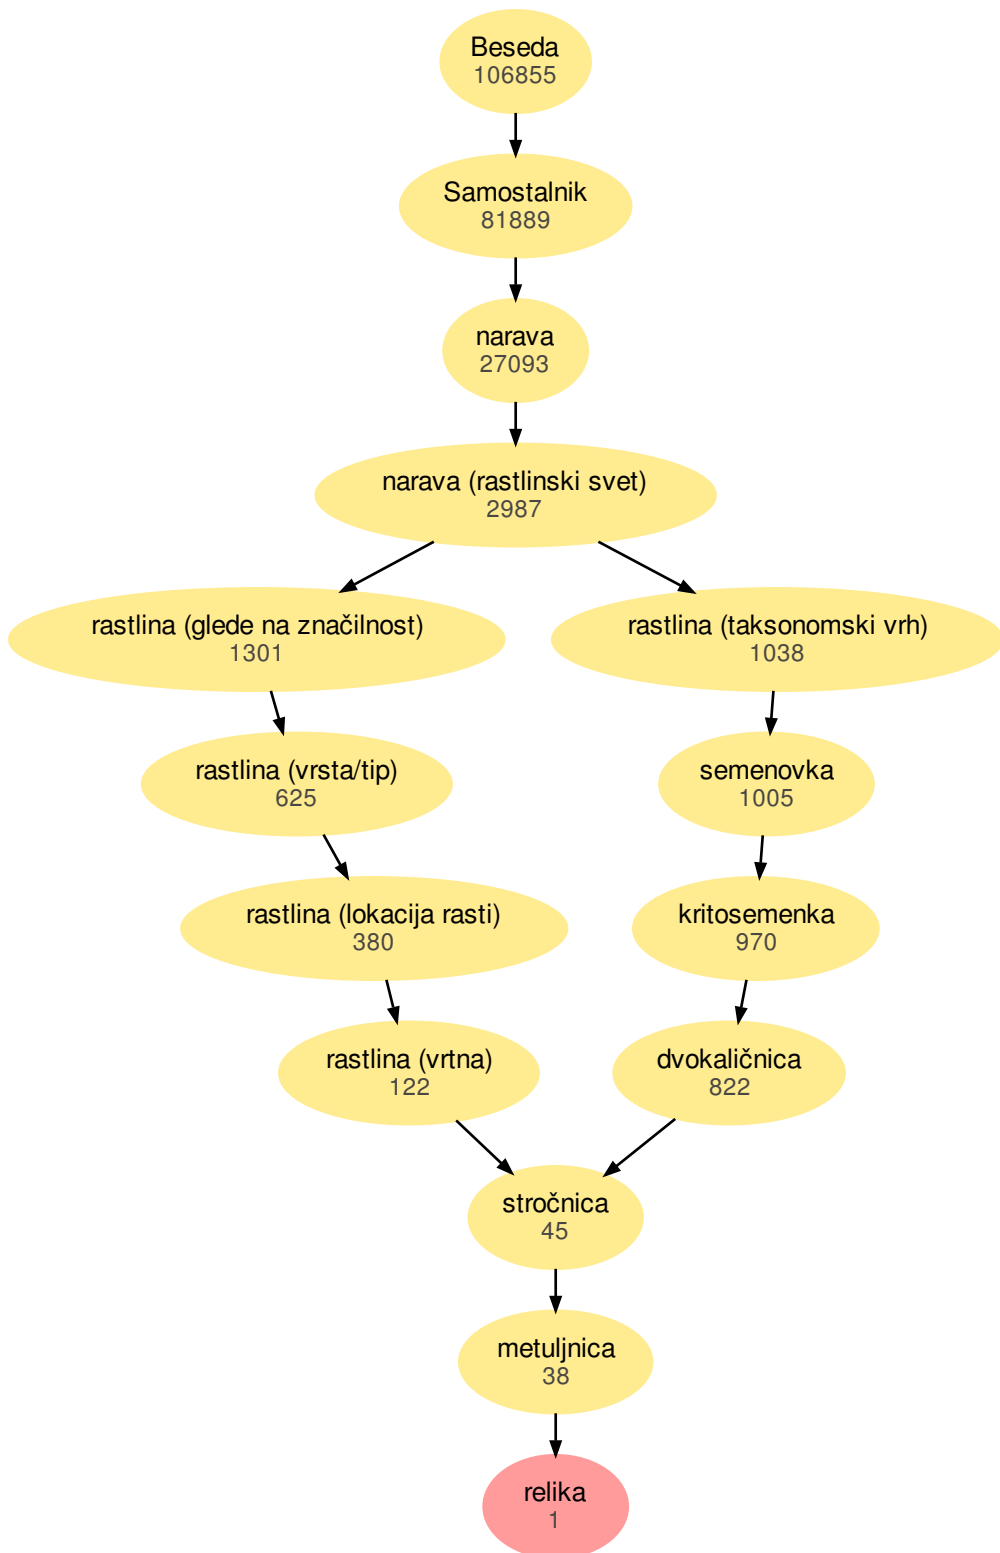 Beseda
106855
Samostalnik
81889
narava
27093
narava (rastlinski svet)
2987
rastlina (glede na značilnost)
1301
rastlina (taksonomski vrh)
1038
rastlina (vrsta/tip)
625
semenovka
1005
rastlina (lokacija rasti)
380
kritosemenka
970
rastlina (vrtna)
122
dvokaličnica
822
stročnica
45
metuljnica
38
relika
1